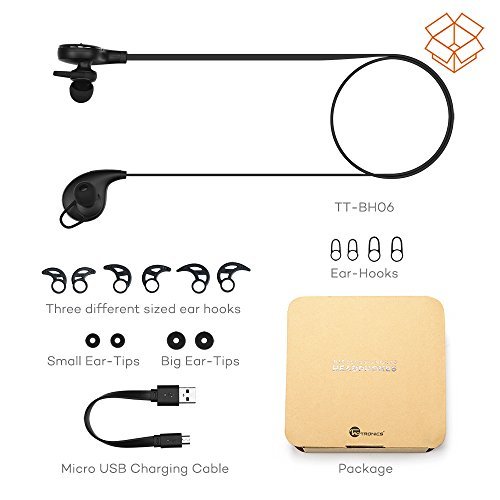 TT-BH06
Ear-Hooks
Three different sized ear hooks
Small Ear-Tips
Big Ear-Tips
Micro USB Charging Cable
TaoTRONICS
Package